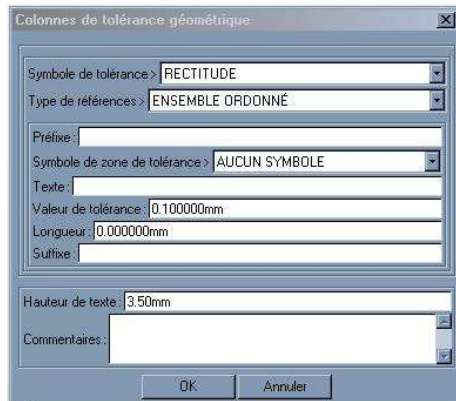 Colonnes de tolérance géométrique
Symbole de tolérance > RECTITUDE
Type de références > ENSEMBLE ORDONNÉ
Préfixe :
Symbole de zone de tolérance > AUCUN SYMBOLE
Texte :
Valeur de tolérance : 0.100000mm
Longueur : 0.000000mm
Suffixe :
Hauteur de texte : 3.50mm
Commentaires :
OK Annuler